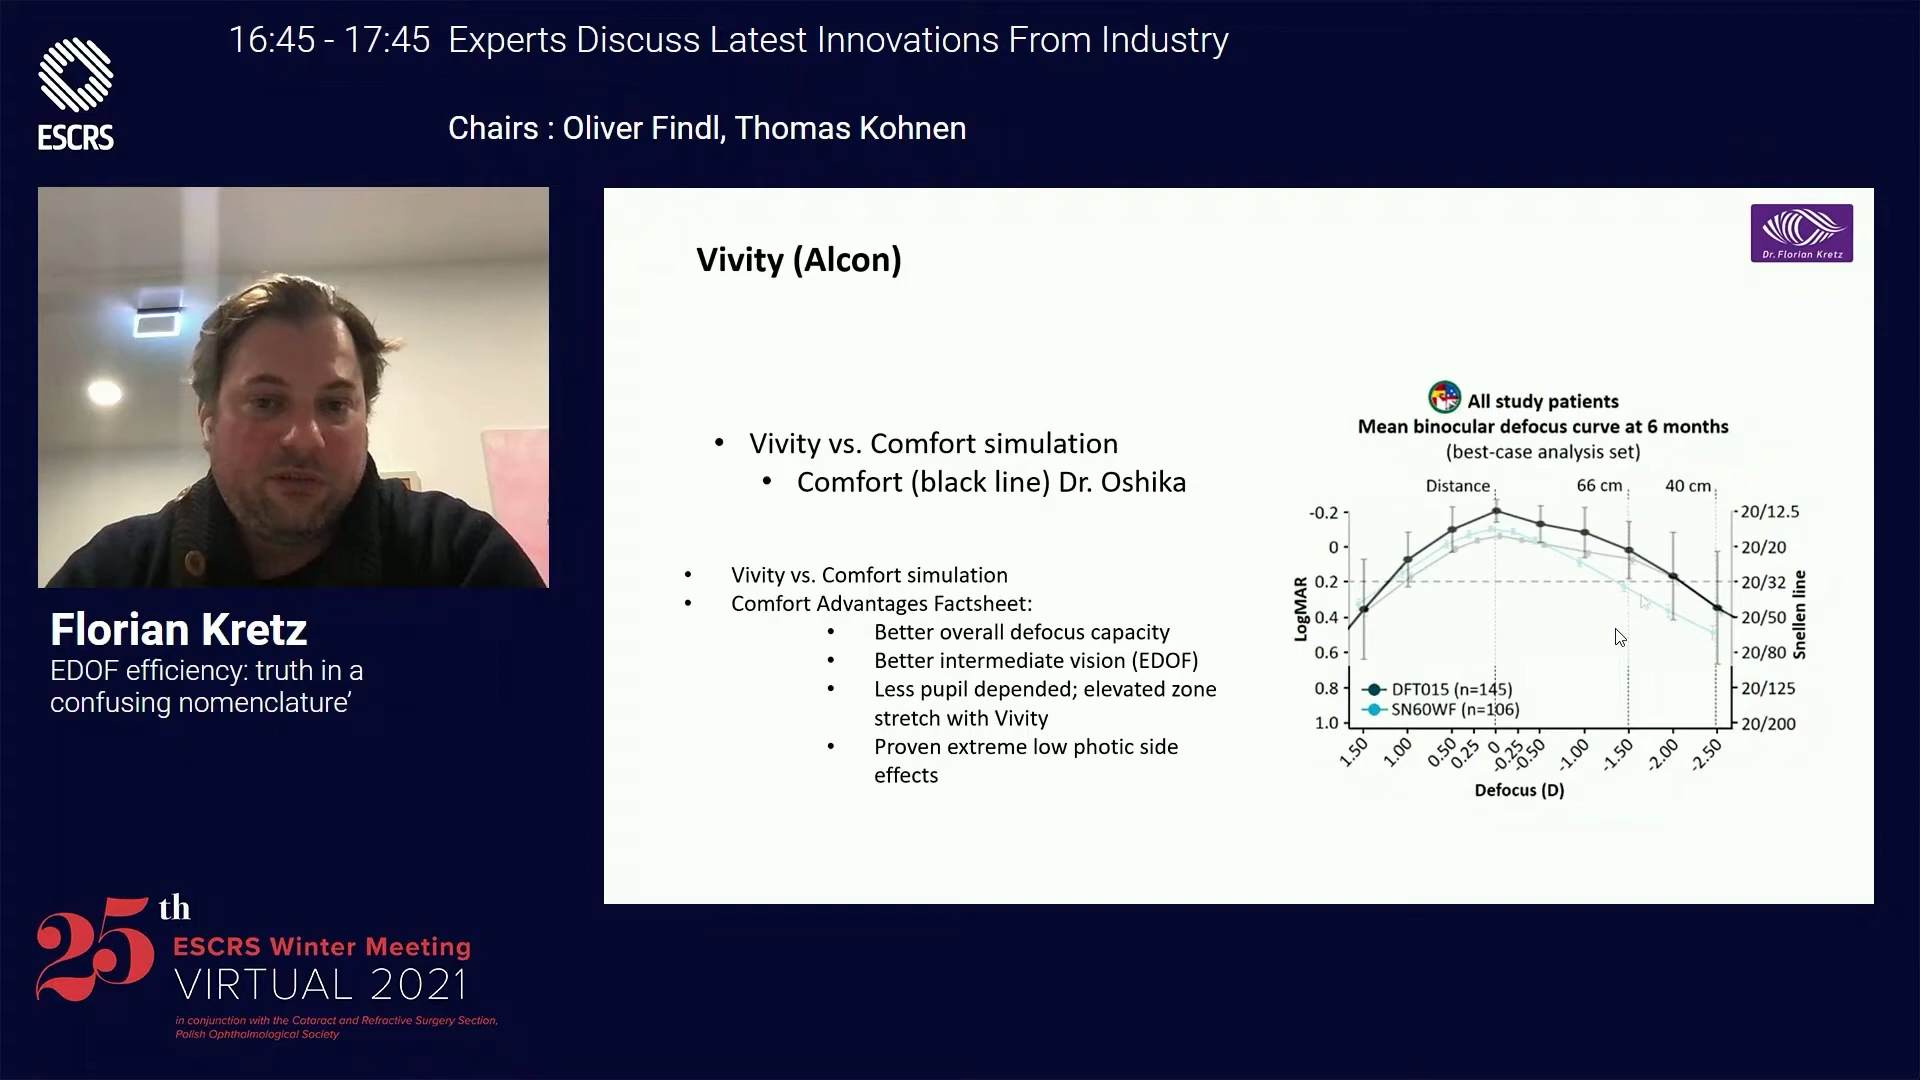 16:45 - 17:45 Experts Discuss Latest Innovations From Industry
ESCRS
Chairs : Oliver Findl, Thomas Kohnen
Dr. Florian Kretz
Vivity (Alcon)
• Vivity vs. Comfort simulation
• Comfort (black line) Dr. Oshika
• Vivity vs. Comfort simulation
• Comfort Advantages Factsheet:
• Better overall defocus capacity
• Better intermediate vision (EDOF)
• Less pupil depended; elevated zone
stretch with Vivity
• Proven extreme low photic side
effects
All study patients
Mean binocular defocus curve at 6 months
(best-case analysis set)
Distance 66 cm 40 cm
LogMAR
-0.2
0
0.2
0.4
0.6
0.8
1.0
20/12.5
20/20
20/32
20/50
20/80
20/125
20/200
Snellen line
DFT015 (n=145)
SN60WF (n=106)
1.50 1.00 0.50 0.25 0 -0.25 -0.50 -1.00 -1.50 -2.00 -2.50
Defocus (D)
Florian Kretz
EDOF efficiency: truth in a
confusing nomenclature’
25th
ESCRS Winter Meeting
VIRTUAL 2021
in conjunction with the Cataract and Refractive Surgery Section,
Polish Ophthalmological Society